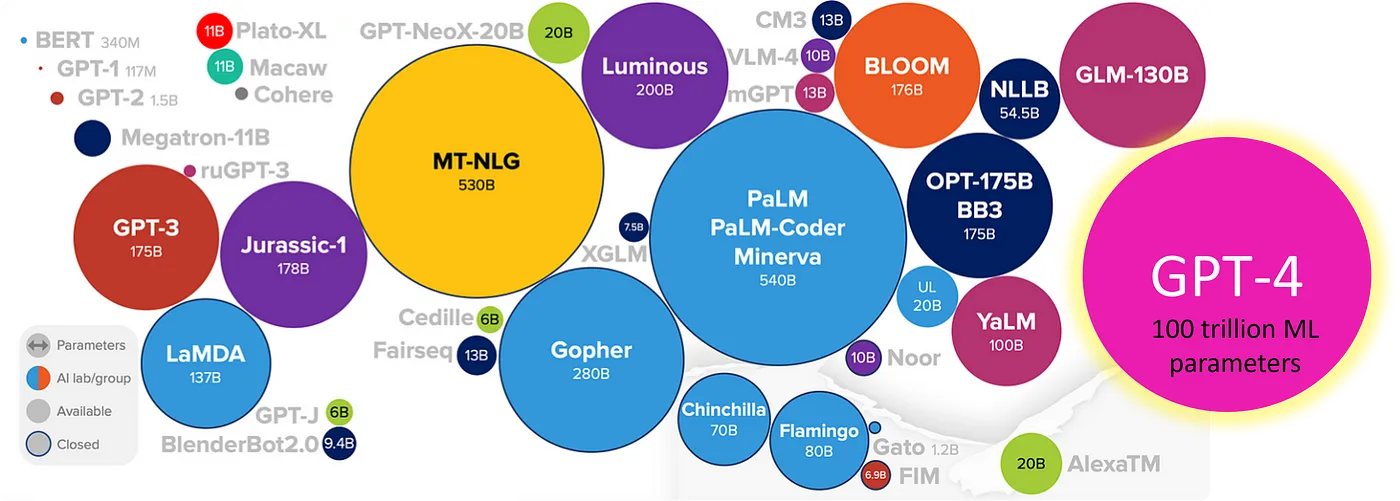 BERT 340M
GPT-1 117M
GPT-2 1.5B
Megatron-11B
ruGPT-3
11B Plato-XL
11B Macaw
Cohere
GPT-3
175B
Jurassic-1
178B
LaMDA
137B
Parameters
AI lab/group
Available
Closed
GPT-J 6B
BlenderBot2.0 9.4B
GPT-NeoX-20B 20B
MT-NLG
530B
Luminous
200B
7.5B
XGLM
Cedille 6B
Fairseq 13B
Gopher
280B
CM3 13B
VLM-4 10B
mGPT 13B
PaLM
PaLM-Coder
Minerva
540B
BLOOM
176B
NLLB
54.5B
GLM-130B
OPT-175B
BB3
175B
UL
20B
YaLM
100B
10B Noor
Chinchilla
70B
Flamingo
80B
Gato 1.2B
6.9B FIM
20B AlexaTM
GPT-4
100 trillion ML
parameters